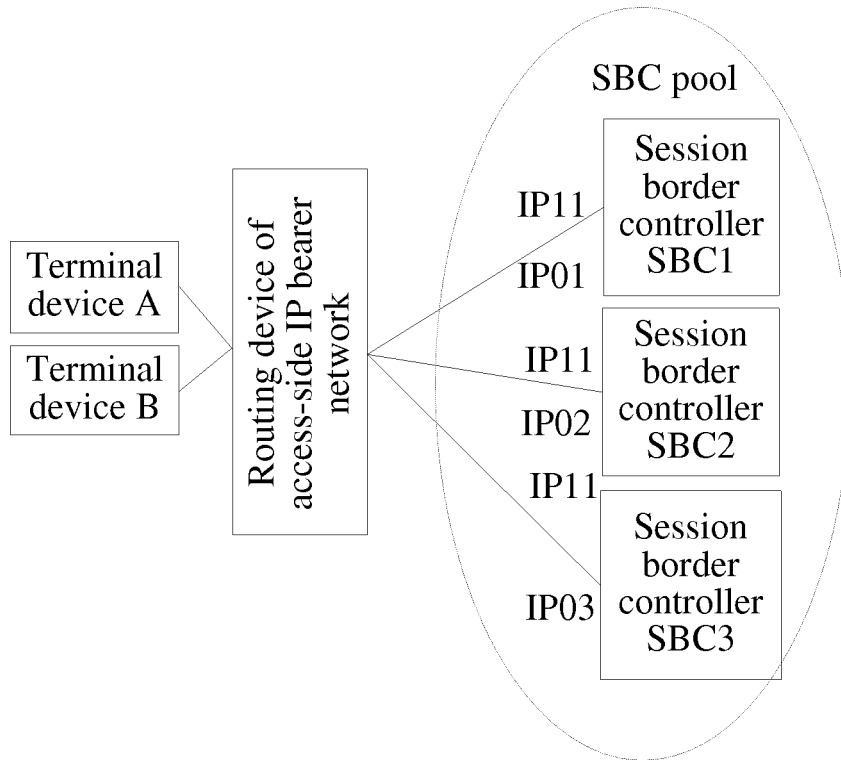 SBC pool
Session
border
controller
SBC1
IP11
IP01
Terminal
device A
Terminal
device B
Routing device of
access-side IP bearer
network
Session
border
controller
SBC2
IP11
IP02
Session
border
controller
SBC3
IP11
IP03